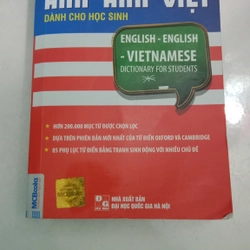 ANH - ANH VIỆT
DÀNH CHO HỌC SINH
ENGLISH - ENGLISH
- VIETNAMESE
DICTIONARY FOR STUDENTS
• HƠN 200.000 MỤC TỪ ĐƯỢC CHỌN LỌC
• DỰA TRÊN PHIÊN BẢN MỚI NHẤT CỦA TỪ ĐIỂN OXFORD VÀ CAMBRIDGE
• 85 PHỤ LỤC TỪ ĐIỂN BẰNG TRANH SINH ĐỘNG VỚI NHIỀU CHỦ ĐỀ
MCBooks
NHÀ XUẤT BẢN
ĐẠI HỌC QUỐC GIA HÀ NỘI